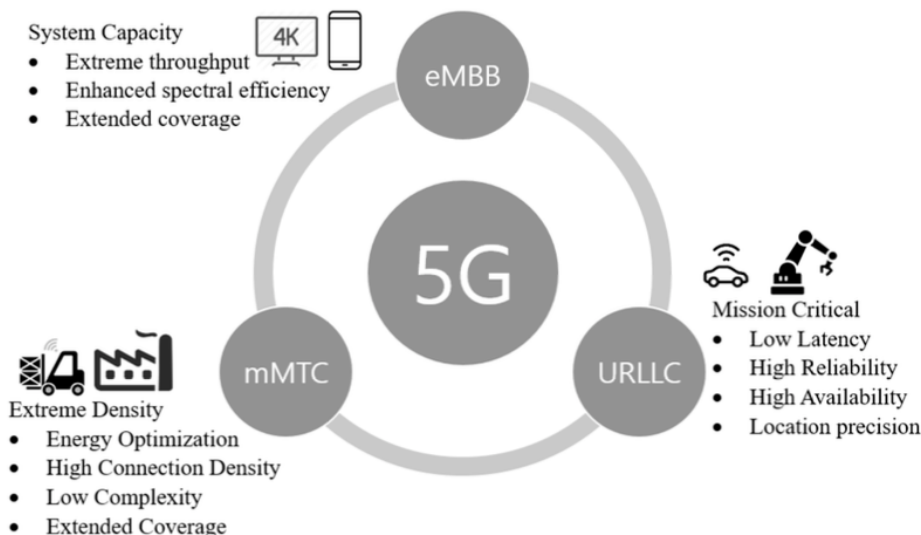 System Capacity
• Extreme throughput
• Enhanced spectral efficiency
• Extended coverage
4K
eMBB
5G
mMTC
URLLC
Mission Critical
• Low Latency
• High Reliability
• High Availability
• Location precision
Extreme Density
• Energy Optimization
• High Connection Density
• Low Complexity
• Extended Coverage